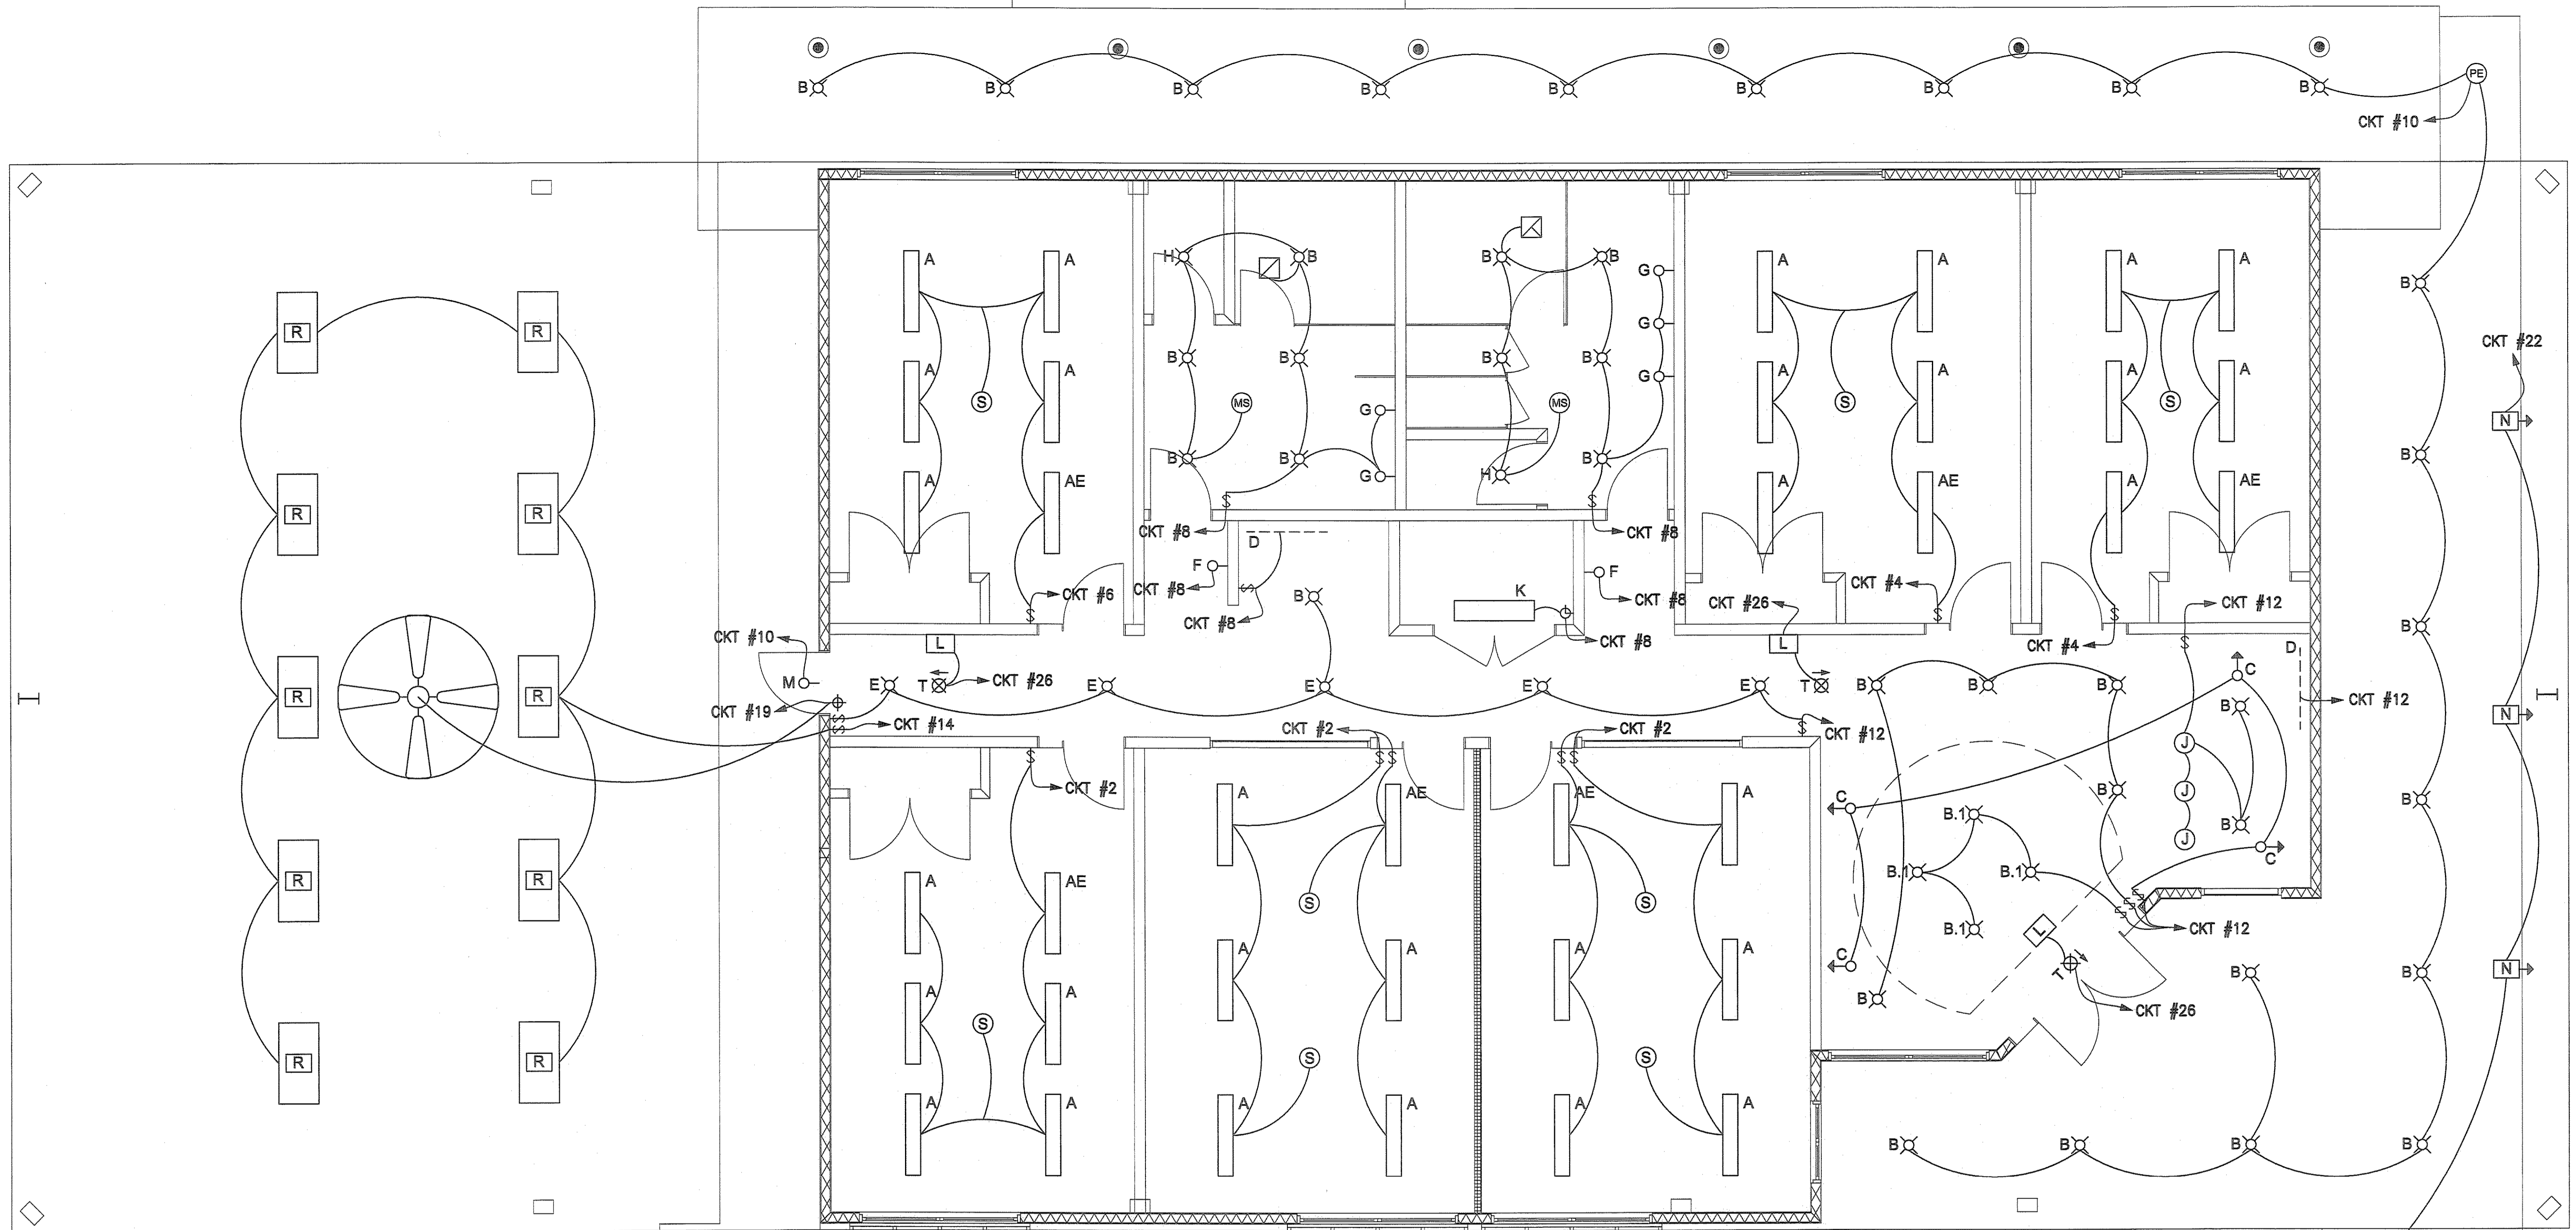 B B B B B B B B B
PE
CKT #10
A A H B B B G A A A A
B
R R
G
CKT #22
A A B B B B G A A A A
S MS MS S S
G N
B B H B B
A AE G A AE A AE
R R
CKT #8 D CKT #8
F F
CKT #6 CKT #8 K CKT #26 CKT #4 CKT #12
B
CKT #8
B
CKT #10 L CKT #8 L CKT #4 D
C
M E T CKT #26 E E E E T B B B
R R CKT #12
CKT #19 B N
CKT #14 CKT #2 CKT #2 CKT #12
J
CKT #2 A AE AE A B J
C B
B.1 B
J
C
A AE S S B.1 B.1
R R
B.1 CKT #12
L
A A A A C
T B B
A A N
B CKT #26
S S S
R R
A A A A A A
B B B B